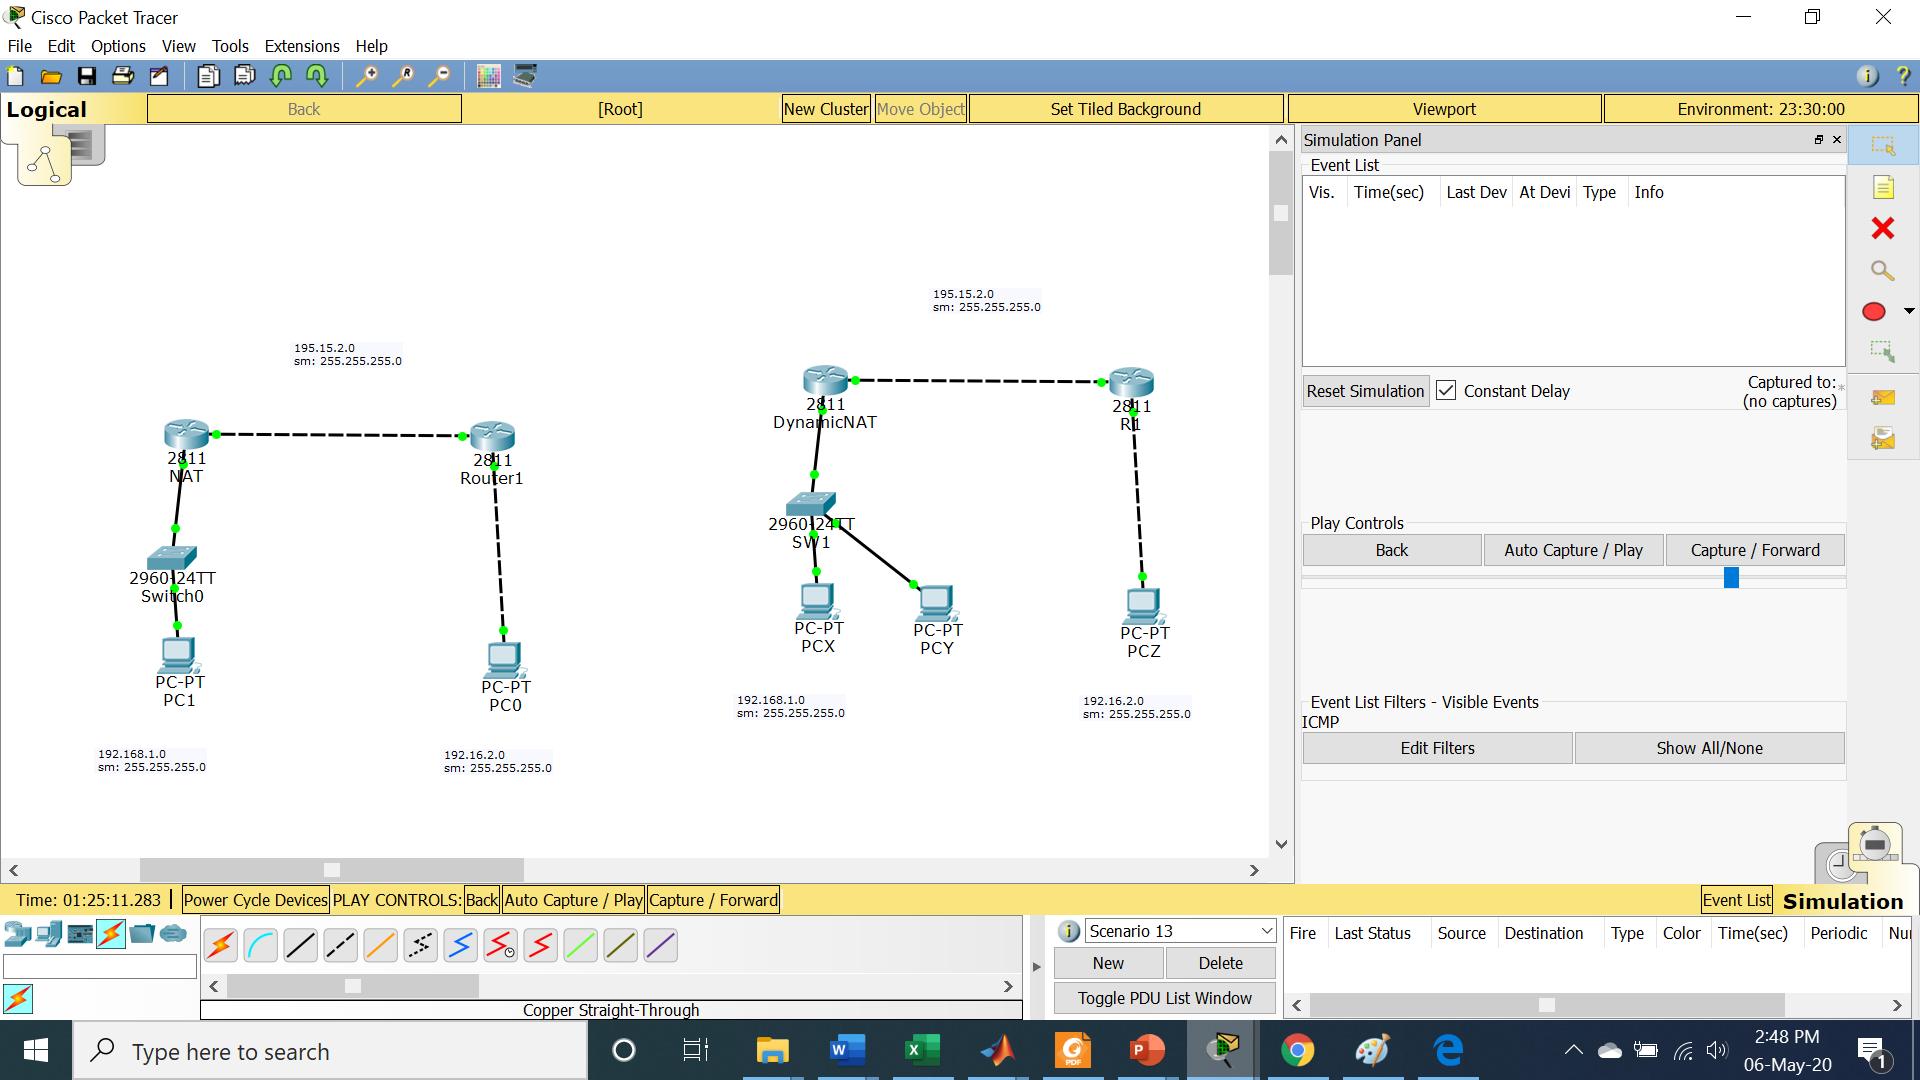 Cisco Packet Tracer
File Edit Options View Tools Extensions Help
Logical Back [Root] New Cluster Move Object Set Tiled Background Viewport Environment: 23:30:00
195.15.2.0
sm: 255.255.255.0
2811
NAT
2811
Router1
2960-24TT
Switch0
PC-PT
PC1
PC-PT
PC0
192.168.1.0
sm: 255.255.255.0
192.16.2.0
sm: 255.255.255.0
195.15.2.0
sm: 255.255.255.0
2811
DynamicNAT
2811
R1
2960-24TT
SW1
PC-PT
PCX
PC-PT
PCY
PC-PT
PCZ
192.168.1.0
sm: 255.255.255.0
192.16.2.0
sm: 255.255.255.0
Simulation Panel
Event List
Vis. Time(sec) Last Dev At Devi Type Info
Reset Simulation Constant Delay Captured to: *
(no captures)
Play Controls
Back Auto Capture / Play Capture / Forward
Event List Filters - Visible Events
ICMP
Edit Filters Show All/None
Time: 01:25:11.283 Power Cycle Devices PLAY CONTROLS: Back Auto Capture / Play Capture / Forward Event List Simulation
Copper Straight-Through
Scenario 13
New Delete
Toggle PDU List Window
Fire Last Status Source Destination Type Color Time(sec) Periodic Nu
Type here to search
2:48 PM
06-May-20
1